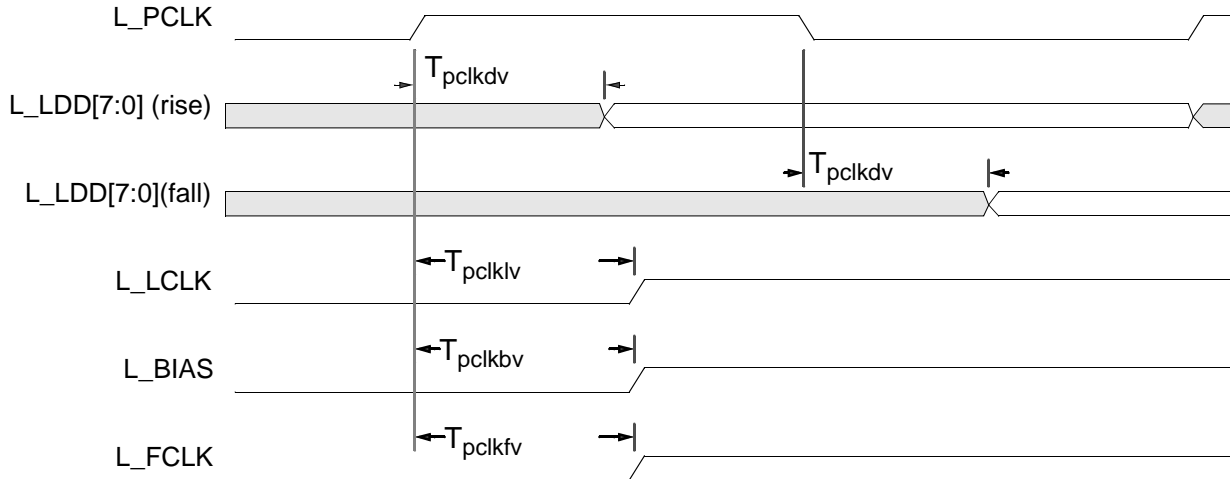 L_PCLK
T_pclkdv
L_LDD[7:0] (rise)
T_pclkdv
L_LDD[7:0](fall)
T_pclklv
L_LCLK
T_pclkbv
L_BIAS
T_pclkfv
L_FCLK